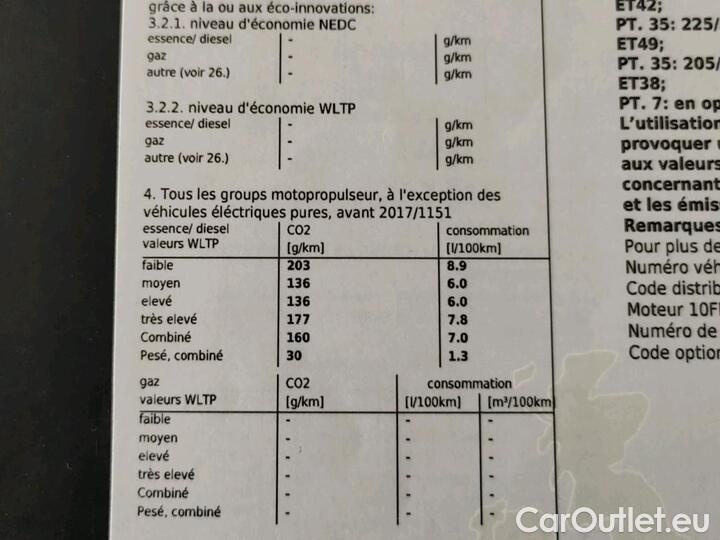 grâce à la ou aux éco-innovations:
3.2.1. niveau d'économie NEDC
essence/ diesel - g/km
gaz - g/km
autre (voir 26.) - g/km
3.2.2. niveau d'économie WLTP
essence/ diesel - g/km
gaz - g/km
autre (voir 26.) - g/km
4. Tous les groups motopropulseur, à l'exception des
véhicules éléctriques pures, avant 2017/1151
essence/ diesel CO2 consommation
valeurs WLTP [g/km] [l/100km]
faible 203 8.9
moyen 136 6.0
elevé 136 6.0
très elevé 177 7.8
Combiné 160 7.0
Pesé, combiné 30 1.3
gaz CO2 consommation
valeurs WLTP [g/km] [l/100km] [m³/100km]
faible - - -
moyen - - -
elevé - - -
très elevé - - -
Combiné - - -
Pesé, combiné - - -
ET42;
PT. 35: 225/
ET49;
PT. 35: 205/
ET38;
PT. 7: en op
L'utilisation
provoquer
aux valeurs
concernant
et les émiss
Remarques
Pour plus de
Numéro véh
Code distrib
Moteur 10F
Numéro de
Code option
CarOutlet.eu